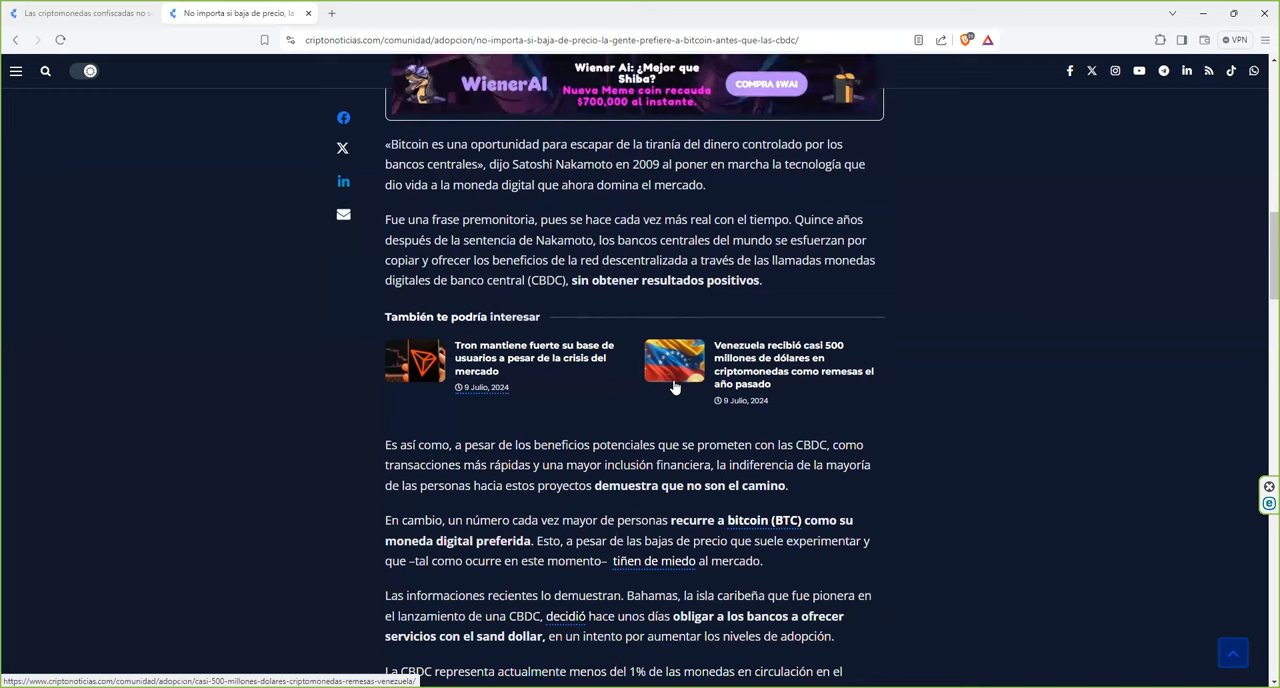 Las criptomonedas confiscadas no s
No importa si baja de precio, la
criptonoticias.com/comunidad/adopcion/no-importa-si-baja-de-precio-la-gente-prefiere-a-bitcoin-antes-que-las-cbdc/
VPN
WienerAI
Wiener Ai: ¿Mejor que
Shiba?
Nueva Meme coin recauda
$700,000 al instante.
COMPRA $WAI
«Bitcoin es una oportunidad para escapar de la tiranía del dinero controlado por los
bancos centrales», dijo Satoshi Nakamoto en 2009 al poner en marcha la tecnología que
dio vida a la moneda digital que ahora domina el mercado.
Fue una frase premonitoria, pues se hace cada vez más real con el tiempo. Quince años
después de la sentencia de Nakamoto, los bancos centrales del mundo se esfuerzan por
copiar y ofrecer los beneficios de la red descentralizada a través de las llamadas monedas
digitales de banco central (CBDC), sin obtener resultados positivos.
También te podría interesar
Tron mantiene fuerte su base de
usuarios a pesar de la crisis del
mercado
9 Julio, 2024
Venezuela recibió casi 500
millones de dólares en
criptomonedas como remesas el
año pasado
9 Julio, 2024
Es así como, a pesar de los beneficios potenciales que se prometen con las CBDC, como
transacciones más rápidas y una mayor inclusión financiera, la indiferencia de la mayoría
de las personas hacia estos proyectos demuestra que no son el camino.
En cambio, un número cada vez mayor de personas recurre a bitcoin (BTC) como su
moneda digital preferida. Esto, a pesar de las bajas de precio que suele experimentar y
que –tal como ocurre en este momento– tiñen de miedo al mercado.
Las informaciones recientes lo demuestran. Bahamas, la isla caribeña que fue pionera en
el lanzamiento de una CBDC, decidió hace unos días obligar a los bancos a ofrecer
servicios con el sand dollar, en un intento por aumentar los niveles de adopción.
La CBDC representa actualmente menos del 1% de las monedas en circulación en el
https://www.criptonoticias.com/comunidad/adopcion/casi-500-millones-dolares-criptomonedas-remesas-venezuela/